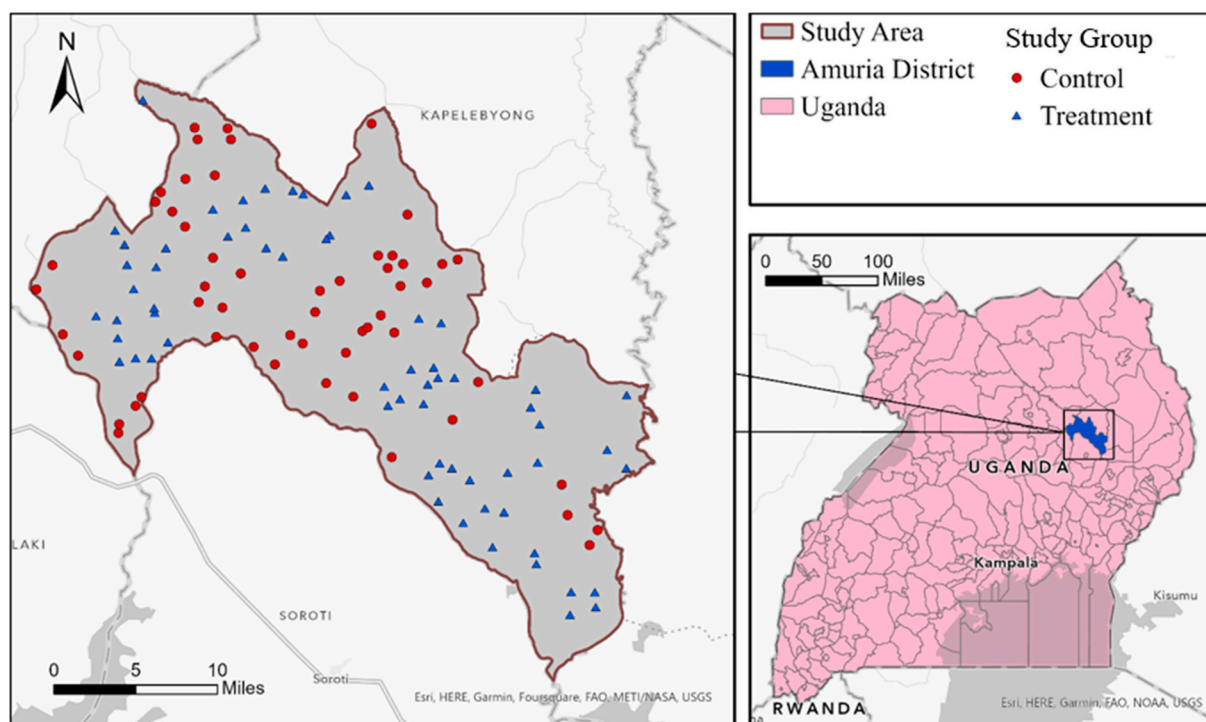 N
KAPELEBYONG
LAKI
SOROTI
Soroti
0 5 10
Miles
Esri, HERE, Garmin, Foursquare, FAO, METI/NASA, USGS
Study Area
Amuria District
Uganda
Study Group
Control
Treatment
0 50 100
Miles
UGANDA
Kampala
Kisumu
RWANDA
Esri, HERE, Garmin, FAO, NOAA, USGS